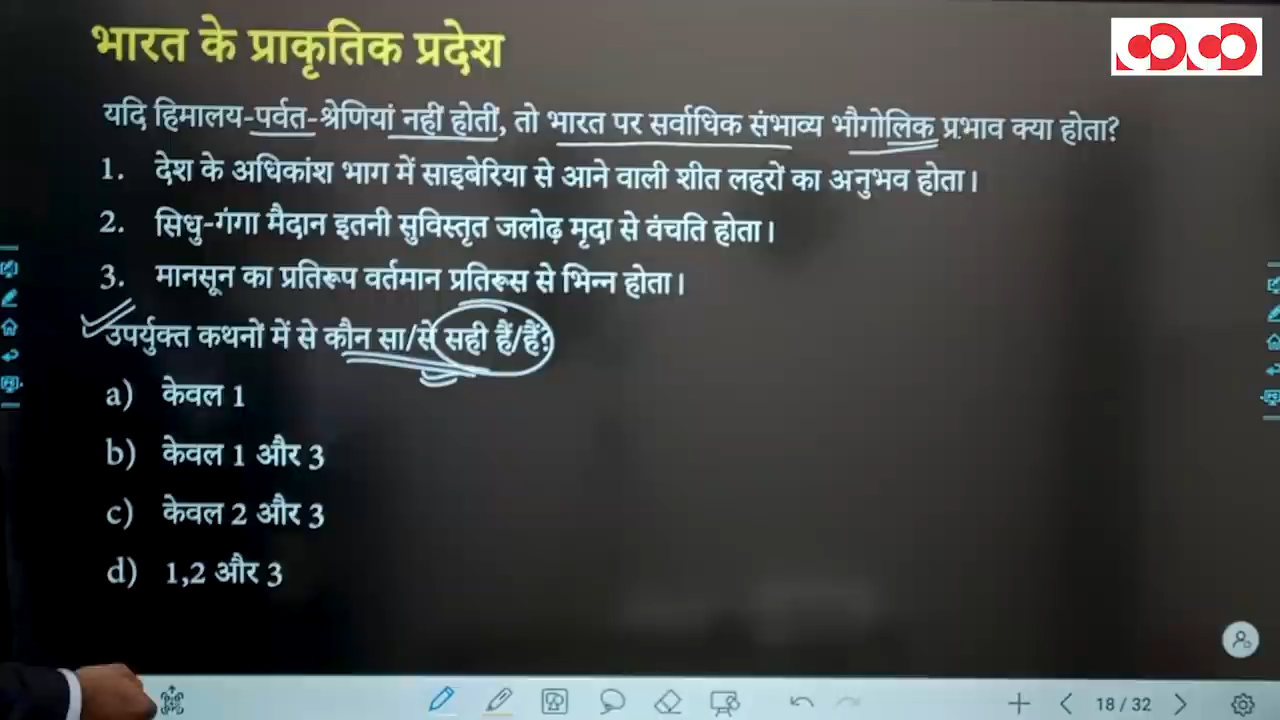 भारत के प्राकृतिक प्रदेश
यदि हिमालय-पर्वत-श्रेणियां नहीं होतीं, तो भारत पर सर्वाधिक संभाव्य भौगोलिक प्रभाव क्या होता?
1. देश के अधिकांश भाग में साइबेरिया से आने वाली शीत लहरों का अनुभव होता।
2. सिधु-गंगा मैदान इतनी सुविस्तृत जलोढ़ मृदा से वंचति होता।
3. मानसून का प्रतिरूप वर्तमान प्रतिरूस से भिन्न होता।
उपर्युक्त कथनों में से कौन सा/से सही हैं/हैं?
a) केवल 1
b) केवल 1 और 3
c) केवल 2 और 3
d) 1,2 और 3
18 / 32